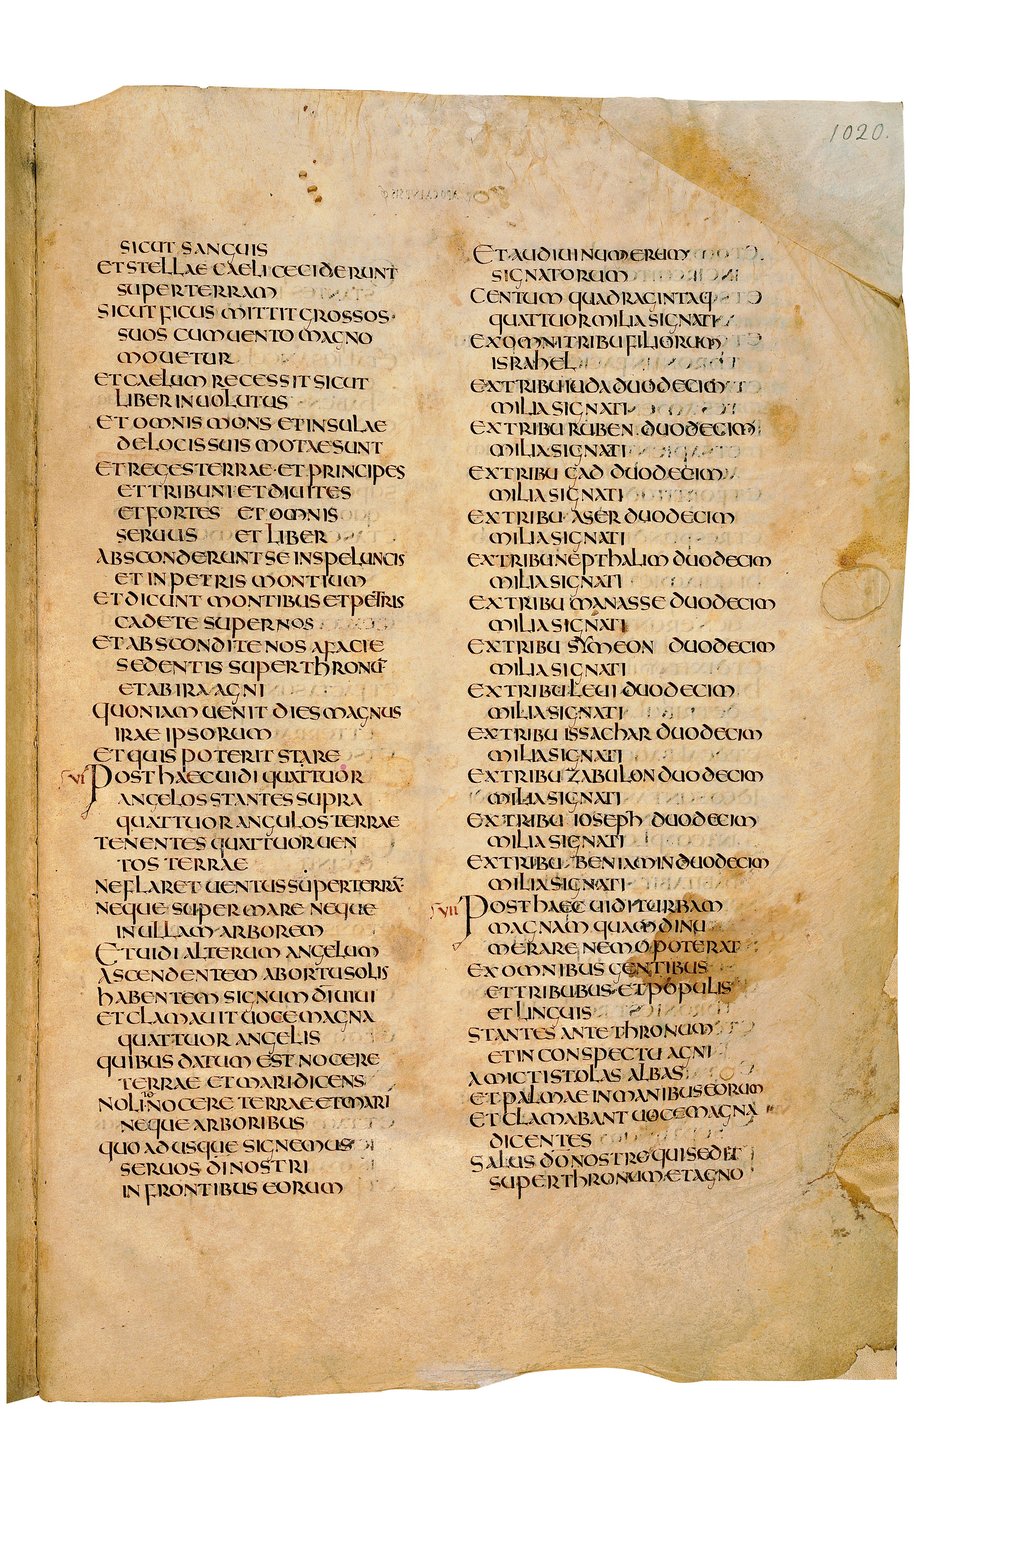 1020.
SICUT SANGUIS
ET STELLAE CAELI CECIDERUNT
SUPER TERRAM
SICUT FICUS MITTIT GROSSOS
SUOS CUM UENTO MAGNO
MOUETUR
ET CAELUM RECESSIT SICUT
LIBER INUOLUTUS
ET OMNIS MONS ET INSULAE
DE LOCIS SUIS MOTAE SUNT
ET REGES TERRAE· ET PRINCIPES
ET TRIBUNI ET DIUITES
ET FORTES ET OMNIS
SERUUS ET LIBER
ABSCONDERUNT SE IN SPELUNCIS
ET IN PETRIS MONTIUM
ET DICUNT MONTIBUS ET PETRIS
CADETE SUPER NOS
ET ABSCONDITE NOS A FACIE
SEDENTIS SUPER THRONŪ
ET AB IRA AGNI
QUONIAM UENIT DIES MAGNUS
IRAE IPSORUM
ET QUIS POTERIT STARE
VI POST HAEC UIDI QUATTUOR
ANGELOS STANTES SUPRA
QUATTUOR ANGULOS TERRAE
TENENTES QUATTUOR UEN
TOS TERRAE
NE FLARET UENTUS SUPER TERRĀ
NEQUE SUPER MARE NEQUE
IN ULLAM ARBOREM
ET UIDI ALTERUM ANGELUM
ASCENDENTEM AB ORTU SOLIS
HABENTEM SIGNUM D̄I UIUI
ET CLAMAUIT UOCE MAGNA
QUATTUOR ANGELIS
QUIBUS DATUM EST NOCERE
TERRAE ET MARI DICENS
NOLI NOCERE TERRAE ET MARI
NEQUE ARBORIBUS
QUOADUSQUE SIGNEMUS
SERUOS D̄I NOSTRI
IN FRONTIBUS EORUM
ET AUDIUI NUMERUM
SIGNATORUM
CENTUM QUADRAGINTAQ·
QUATTUOR MILIA SIGNATI
EX OMNI TRIBU FILIORUM
ISRAHEL
EX TRIBU IUDA DUODECIM
MILIA SIGNATI
EX TRIBU RUBEN DUODECIM
MILIA SIGNATI
EX TRIBU GAD DUODECIM
MILIA SIGNATI
EX TRIBU ASER DUODECIM
MILIA SIGNATI
EX TRIBU NEPTHALIM DUODECIM
MILIA SIGNATI
EX TRIBU MANASSE DUODECIM
MILIA SIGNATI
EX TRIBU SYMEON DUODECIM
MILIA SIGNATI
EX TRIBU LEUI DUODECIM
MILIA SIGNATI
EX TRIBU ISSACHAR DUODECIM
MILIA SIGNATI
EX TRIBU ZABULON DUODECIM
MILIA SIGNATI
EX TRIBU IOSEPH DUODECIM
MILIA SIGNATI
EX TRIBU BENIAMIN DUODECIM
MILIA SIGNATI
VII POST HAEC UIDI TURBAM
MAGNAM QUAM DINU
MERARE NEMO POTERAT
EX OMNIBUS GENTIBUS
ET TRIBUBUS· ET POPULIS
ET LINGUIS
STANTES ANTE THRONUM
ET IN CONSPECTU AGNI
AMICTI STOLAS ALBAS
ET PALMAE IN MANIBUS EORUM
ET CLAMABANT UOCE MAGNA
DICENTES
SALUS D̄O NOSTRO QUI SEDET
SUPER THRONUM ET AGNO